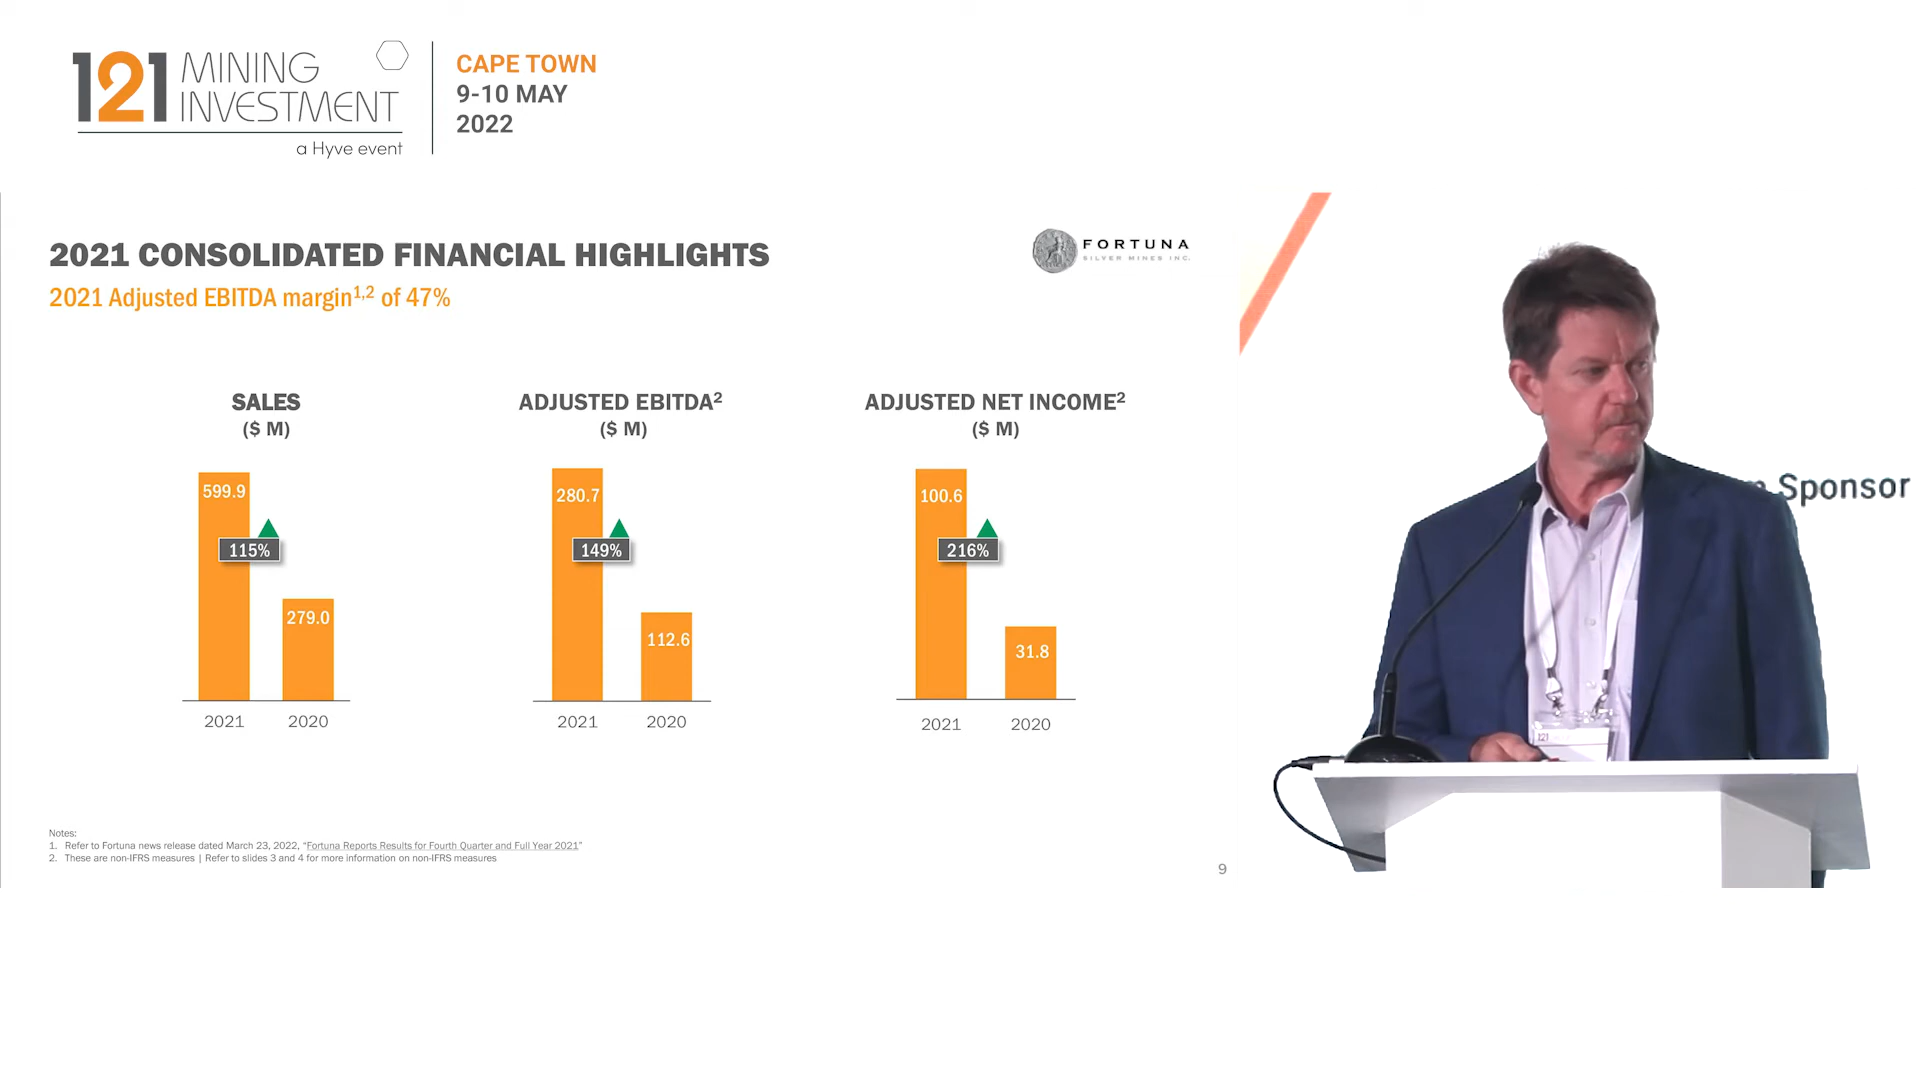 121 MINING INVESTMENT
a Hyve event
CAPE TOWN
9-10 MAY
2022
2021 CONSOLIDATED FINANCIAL HIGHLIGHTS
2021 Adjusted EBITDA margin1,2 of 47%
FORTUNA
SILVER MINES INC.
SALES
($ M)
599.9
115%
279.0
2021 2020
ADJUSTED EBITDA2
($ M)
280.7
149%
112.6
2021 2020
ADJUSTED NET INCOME2
($ M)
100.6
216%
31.8
2021 2020
Notes:
1. Refer to Fortuna news release dated March 23, 2022, “Fortuna Reports Results for Fourth Quarter and Full Year 2021”
2. These are non-IFRS measures | Refer to slides 3 and 4 for more information on non-IFRS measures
9
Sponsor
121